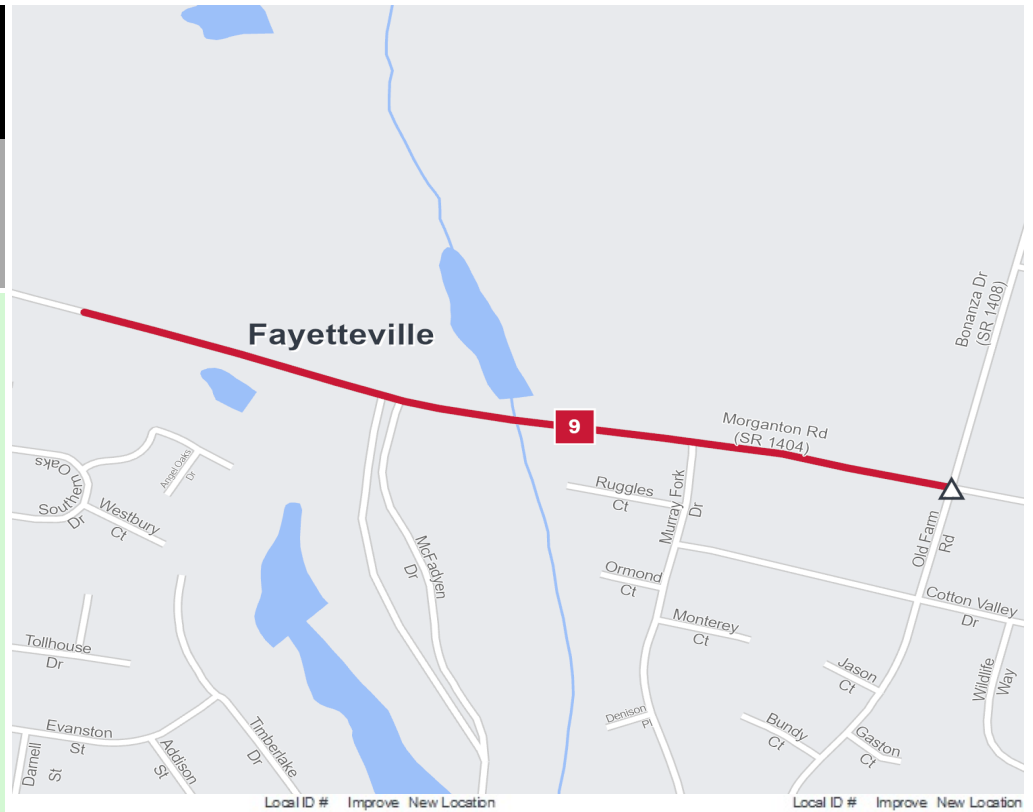 Bonanza Dr
(SR 1408)
Fayetteville
9
Morganton Rd
(SR 1404)
Angel Oaks
Dr
Southern Oaks
Dr
Westbury
Ct
Ruggles
Ct
Murray Fork
Dr
Old Farm
Rd
McFadyen
Dr
Ormond
Ct
Cotton Valley
Dr
Monterey
Ct
Tollhouse
Dr
Jason
Ct
Wildlife
Way
Denison
Pl
Evanston
St
Darnell
St
Addison
St
Timberlake
Dr
Bundy
Ct
Gaston
Ct
Local ID # Improve New Location
Local ID # Improve New Location